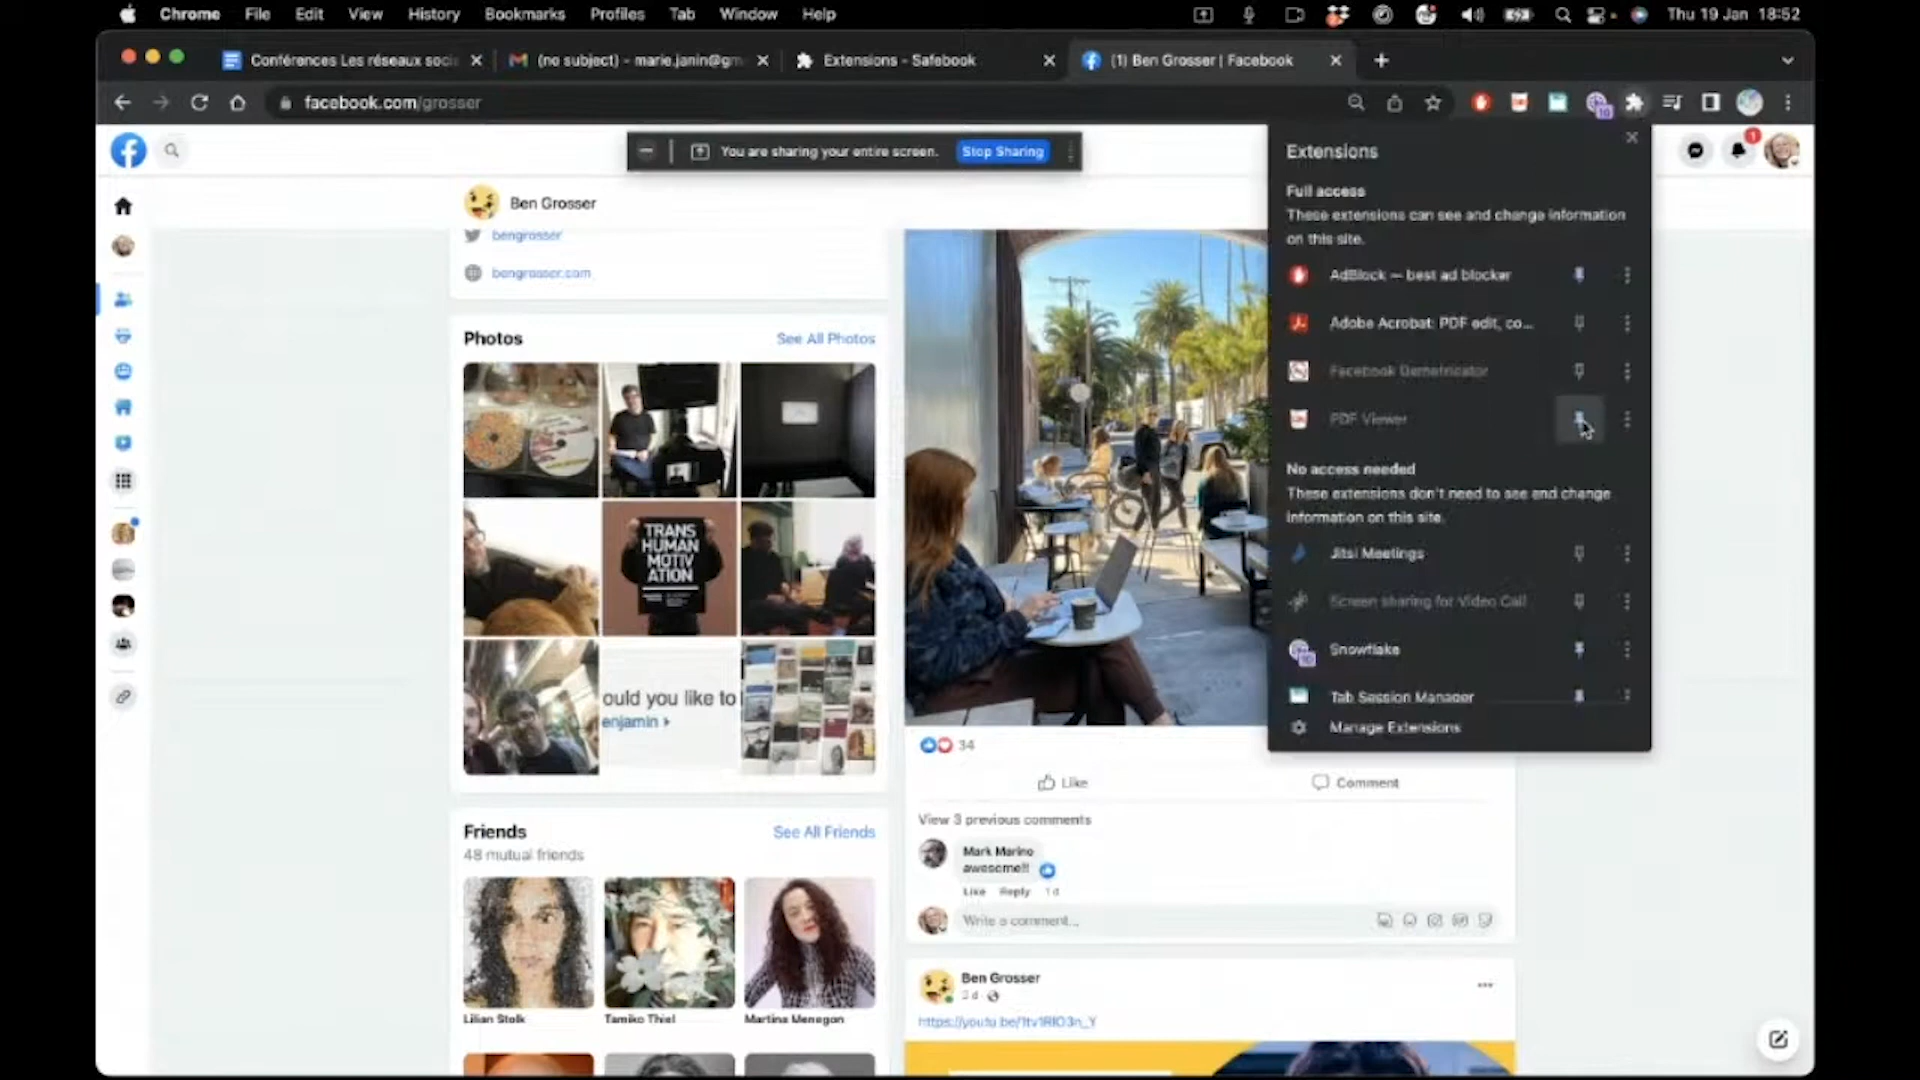 Chrome File Edit View History Bookmarks Profiles Tab Window Help Thu 19 Jan 18:52
Conférences Les réseaux soci (no subject) - marie.janin@gm Extensions - Safebook (1) Ben Grosser | Facebook
facebook.com/grosser
You are sharing your entire screen. Stop Sharing
Ben Grosser
bengrosser
bengrosser.com
Photos See All Photos
TRANS
HUMAN
MOTIV
ATION
ould you like to
enjamin
Friends See All Friends
48 mutual friends
Lilian Stolk Tamiko Thiel Martina Menegon
34
Like Comment
View 3 previous comments
Mark Marino
awesome!!
Like Reply 1d
Write a comment...
Ben Grosser
Extensions
Full access
These extensions can see and change information
on this site.
AdBlock — best ad blocker
Adobe Acrobat: PDF edit, co...
Facebook Demetricator
PDF Viewer
No access needed
These extensions don't need to see and change
information on this site.
Jitsi Meetings
Screen sharing for Video Call
Snowflake
10
Tab Session Manager
Manage Extensions
1